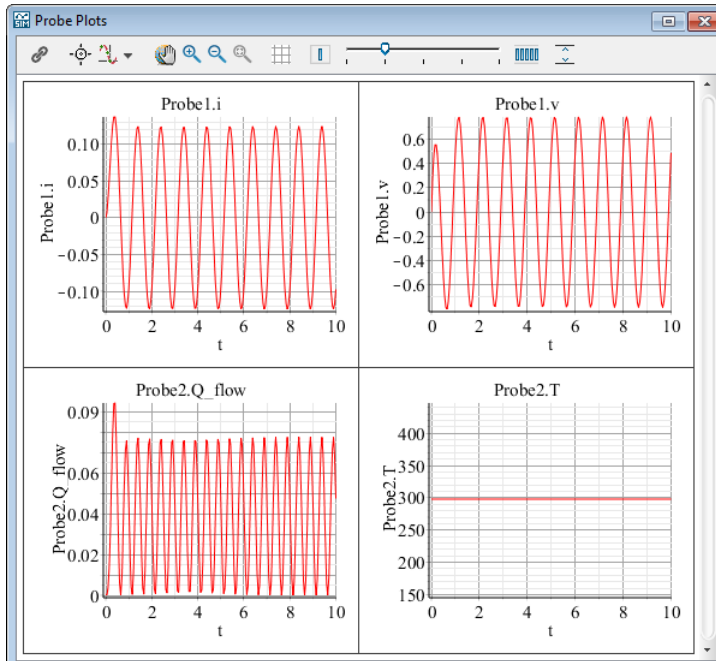 SIM
Probe Plots
Probe1.i
0.10
0.05
0
−0.05
−0.10
Probe1.i
0 2 4 6 8 10
t
Probe1.v
0.6
0.4
0.2
0
−0.2
−0.4
−0.6
Probe1.v
0 2 4 6 8 10
t
Probe2.Q_flow
0.09
0.06
0.04
0.02
0
Probe2.Q_flow
0 2 4 6 8 10
t
Probe2.T
400
350
300
250
200
150
Probe2.T
0 2 4 6 8 10
t